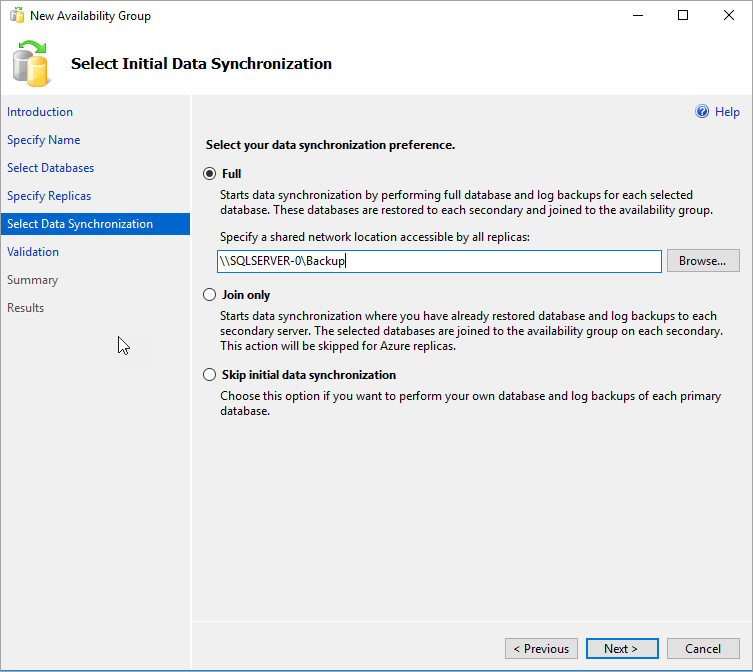 New Availability Group
Select Initial Data Synchronization
Introduction
Specify Name
Select Databases
Specify Replicas
Select Data Synchronization
Validation
Summary
Results
Help
Select your data synchronization preference.
Full
Starts data synchronization by performing full database and log backups for each selected
database. These databases are restored to each secondary and joined to the availability group.
Specify a shared network location accessible by all replicas:
\\SQLSERVER-0\Backup
Browse...
Join only
Starts data synchronization where you have already restored database and log backups to each
secondary server. The selected databases are joined to the availability group on each secondary.
This action will be skipped for Azure replicas.
Skip initial data synchronization
Choose this option if you want to perform your own database and log backups of each primary
database.
< Previous
Next >
Cancel